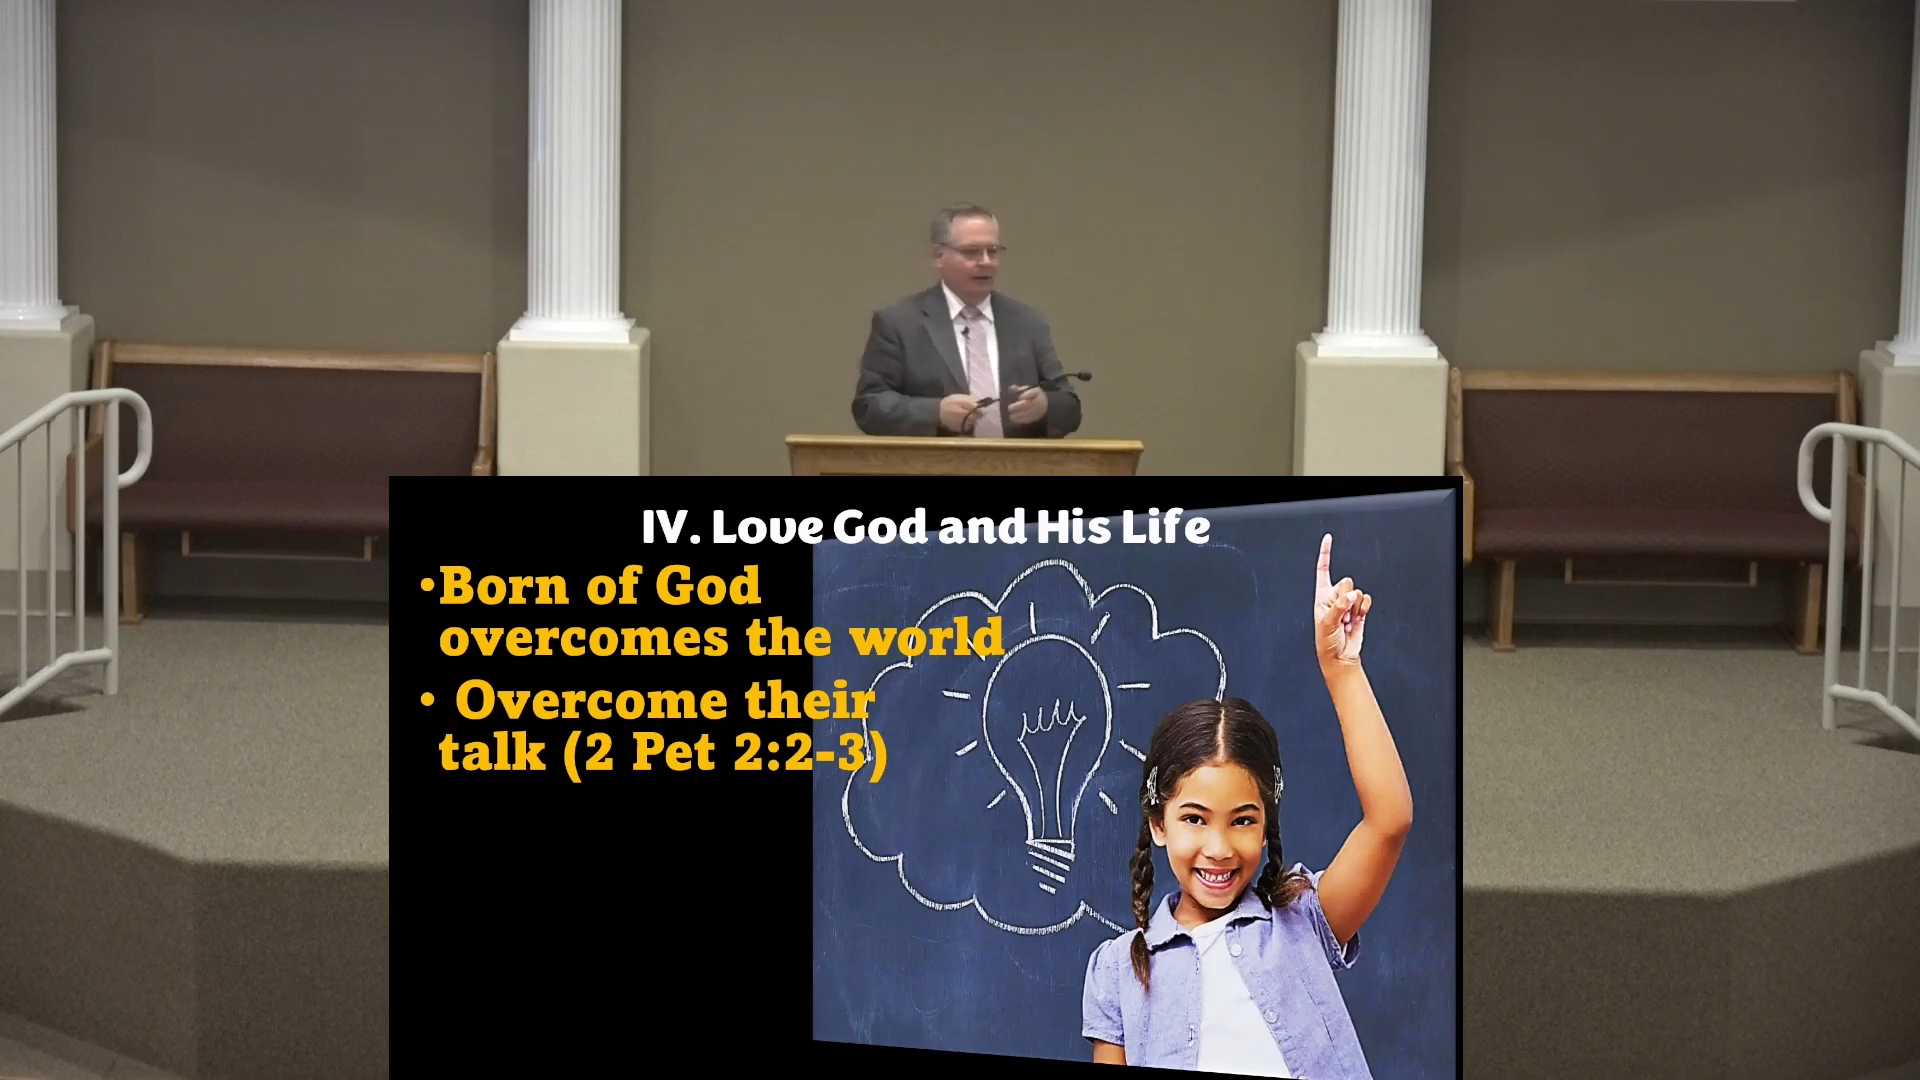 IV. Love God and His Life
•Born of God
overcomes the world
• Overcome their
talk (2 Pet 2:2-3)